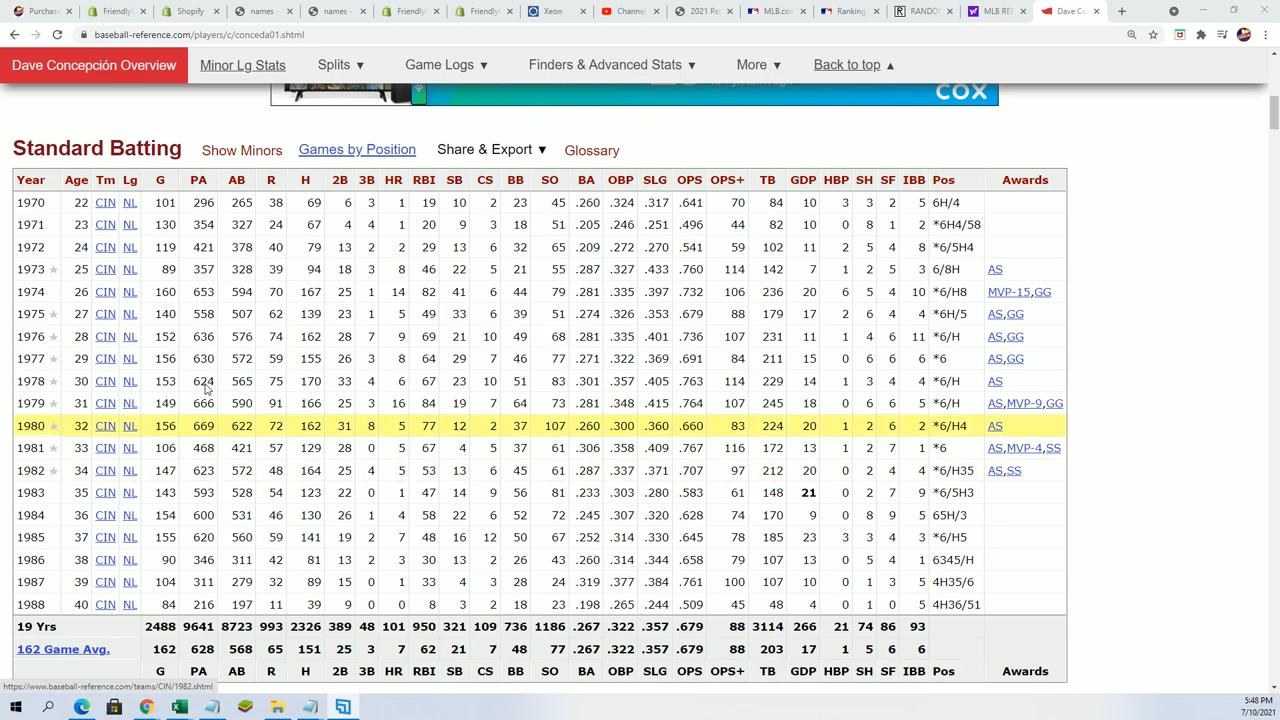 Purchase
FriendlyC
Shopify
names -
names -
FriendlyC
FriendlyC
Xeon
Channel
2021 Pa
MLB.com
Ranking
RANDO
MLB RE
Dave Co
baseball-reference.com/players/c/conceda01.shtml
Dave Concepción Overview Minor Lg Stats Splits ▼ Game Logs ▼ Finders & Advanced Stats ▼ More ▼ Back to top ▲
COX
Standard Batting Show Minors Games by Position Share & Export ▼ Glossary
Year Age Tm Lg G PA AB R H 2B 3B HR RBI SB CS BB SO BA OBP SLG OPS OPS+ TB GDP HBP SH SF IBB Pos Awards
1970 22 CIN NL 101 296 265 38 69 6 3 1 19 10 2 23 45 .260 .324 .317 .641 70 84 10 3 3 2 5 6H/4
1971 23 CIN NL 130 354 327 24 67 4 4 1 20 9 3 18 51 .205 .246 .251 .496 44 82 10 0 8 1 2 *6H4/58
1972 24 CIN NL 119 421 378 40 79 13 2 2 29 13 6 32 65 .209 .272 .270 .541 59 102 11 2 5 4 8 *6/5H4
1973 ★ 25 CIN NL 89 357 328 39 94 18 3 8 46 22 5 21 55 .287 .327 .433 .760 114 142 8 1 2 5 3 6/8H AS
1974 26 CIN NL 160 653 594 70 167 25 1 14 82 41 6 44 79 .281 .335 .397 .732 106 236 20 6 5 4 10 *6/H8 MVP-15,GG
1975 ★ 27 CIN NL 140 558 507 62 139 23 1 5 49 33 6 39 51 .274 .326 .353 .679 88 179 17 2 6 4 4 *6H/5 AS,GG
1976 ★ 28 CIN NL 152 636 576 74 162 28 7 9 69 21 10 49 68 .281 .335 .401 .736 107 231 11 1 4 6 11 *6/H AS,GG
1977 ★ 29 CIN NL 156 630 572 59 155 26 3 8 64 29 7 46 77 .271 .322 .369 .691 84 211 15 0 6 6 6 *6 AS,GG
1978 ★ 30 CIN NL 153 624 565 75 170 33 4 6 67 23 10 51 83 .301 .357 .405 .763 114 229 14 1 3 4 4 *6/H AS
1979 ★ 31 CIN NL 149 666 590 91 166 25 3 16 84 19 7 64 73 .281 .348 .415 .764 107 245 18 0 6 6 5 *6/H AS,MVP-9,GG
1980 ★ 32 CIN NL 156 669 622 72 162 31 8 5 77 12 2 37 107 .260 .300 .360 .660 83 224 20 1 2 6 2 *6/H4 AS
1981 ★ 33 CIN NL 106 468 421 57 129 28 0 5 67 4 5 37 61 .306 .358 .409 .767 116 172 13 1 2 7 1 *6 AS,MVP-4,SS
1982 ★ 34 CIN NL 147 623 572 48 164 25 4 5 53 13 6 45 61 .287 .337 .371 .707 97 212 20 0 2 4 4 *6/H35 AS,SS
1983 35 CIN NL 143 593 528 54 123 22 0 1 47 14 9 56 81 .233 .303 .280 .583 61 148 21 0 2 7 9 *6/5H3
1984 36 CIN NL 154 600 531 46 130 26 1 4 58 22 6 52 72 .245 .307 .320 .628 74 170 9 0 8 9 5 65H/3
1985 37 CIN NL 155 620 560 59 141 19 2 7 48 16 12 50 67 .252 .314 .330 .645 78 185 23 3 3 4 3 *6/H5
1986 38 CIN NL 90 346 311 42 81 13 2 3 30 13 2 26 43 .260 .314 .344 .658 79 107 13 0 5 4 1 6345/H
1987 39 CIN NL 104 311 279 32 89 15 0 1 33 4 3 28 24 .319 .377 .384 .761 100 107 10 0 1 3 5 4H35/6
1988 40 CIN NL 84 216 197 11 39 9 0 0 8 3 2 18 23 .198 .265 .244 .509 45 48 4 0 1 0 5 4H36/51
19 Yrs 2488 9641 8723 993 2326 389 48 101 950 321 109 736 1186 .267 .322 .357 .679 88 3114 266 21 74 86 93
162 Game Avg. 162 628 568 65 151 25 3 7 62 21 7 48 77 .267 .322 .357 .679 88 203 17 1 5 6 6
G PA AB R H 2B 3B HR RBI SB CS BB SO BA OBP SLG OPS OPS+ TB GDP HBP SH SF IBB Pos Awards
https://www.baseball-reference.com/teams/CIN/1982.shtml
5:48 PM
7/10/2021